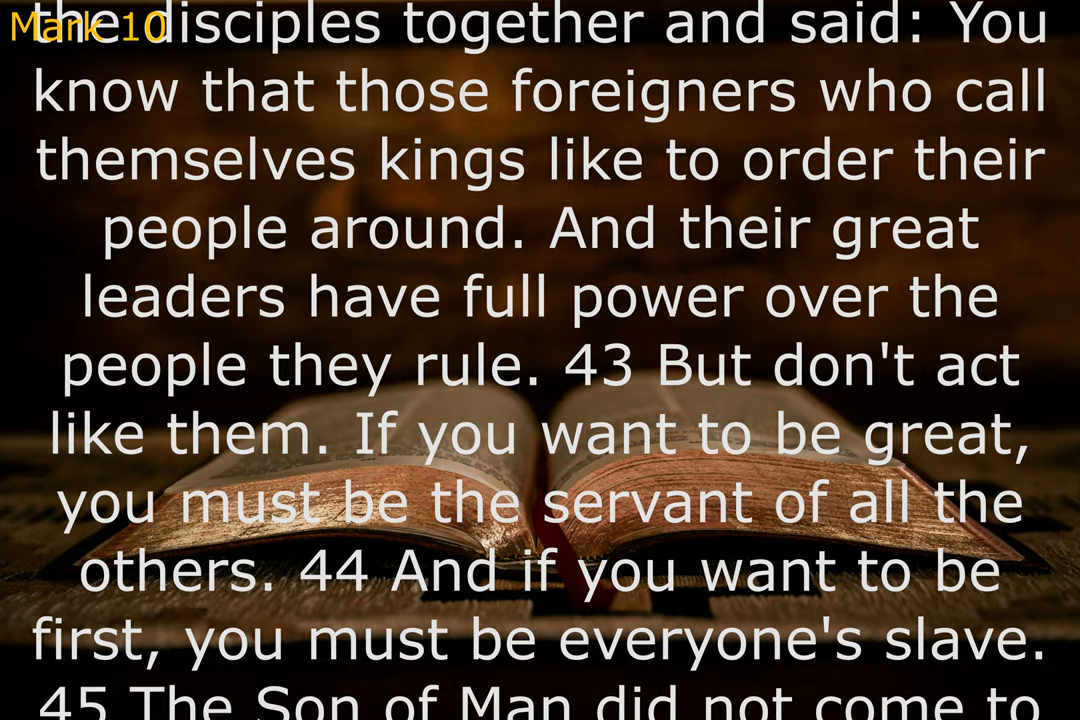 Mark 10
the disciples together and said: You
know that those foreigners who call
themselves kings like to order their
people around. And their great
leaders have full power over the
people they rule. 43 But don't act
like them. If you want to be great,
you must be the servant of all the
others. 44 And if you want to be
first, you must be everyone's slave.
45 The Son of Man did not come to